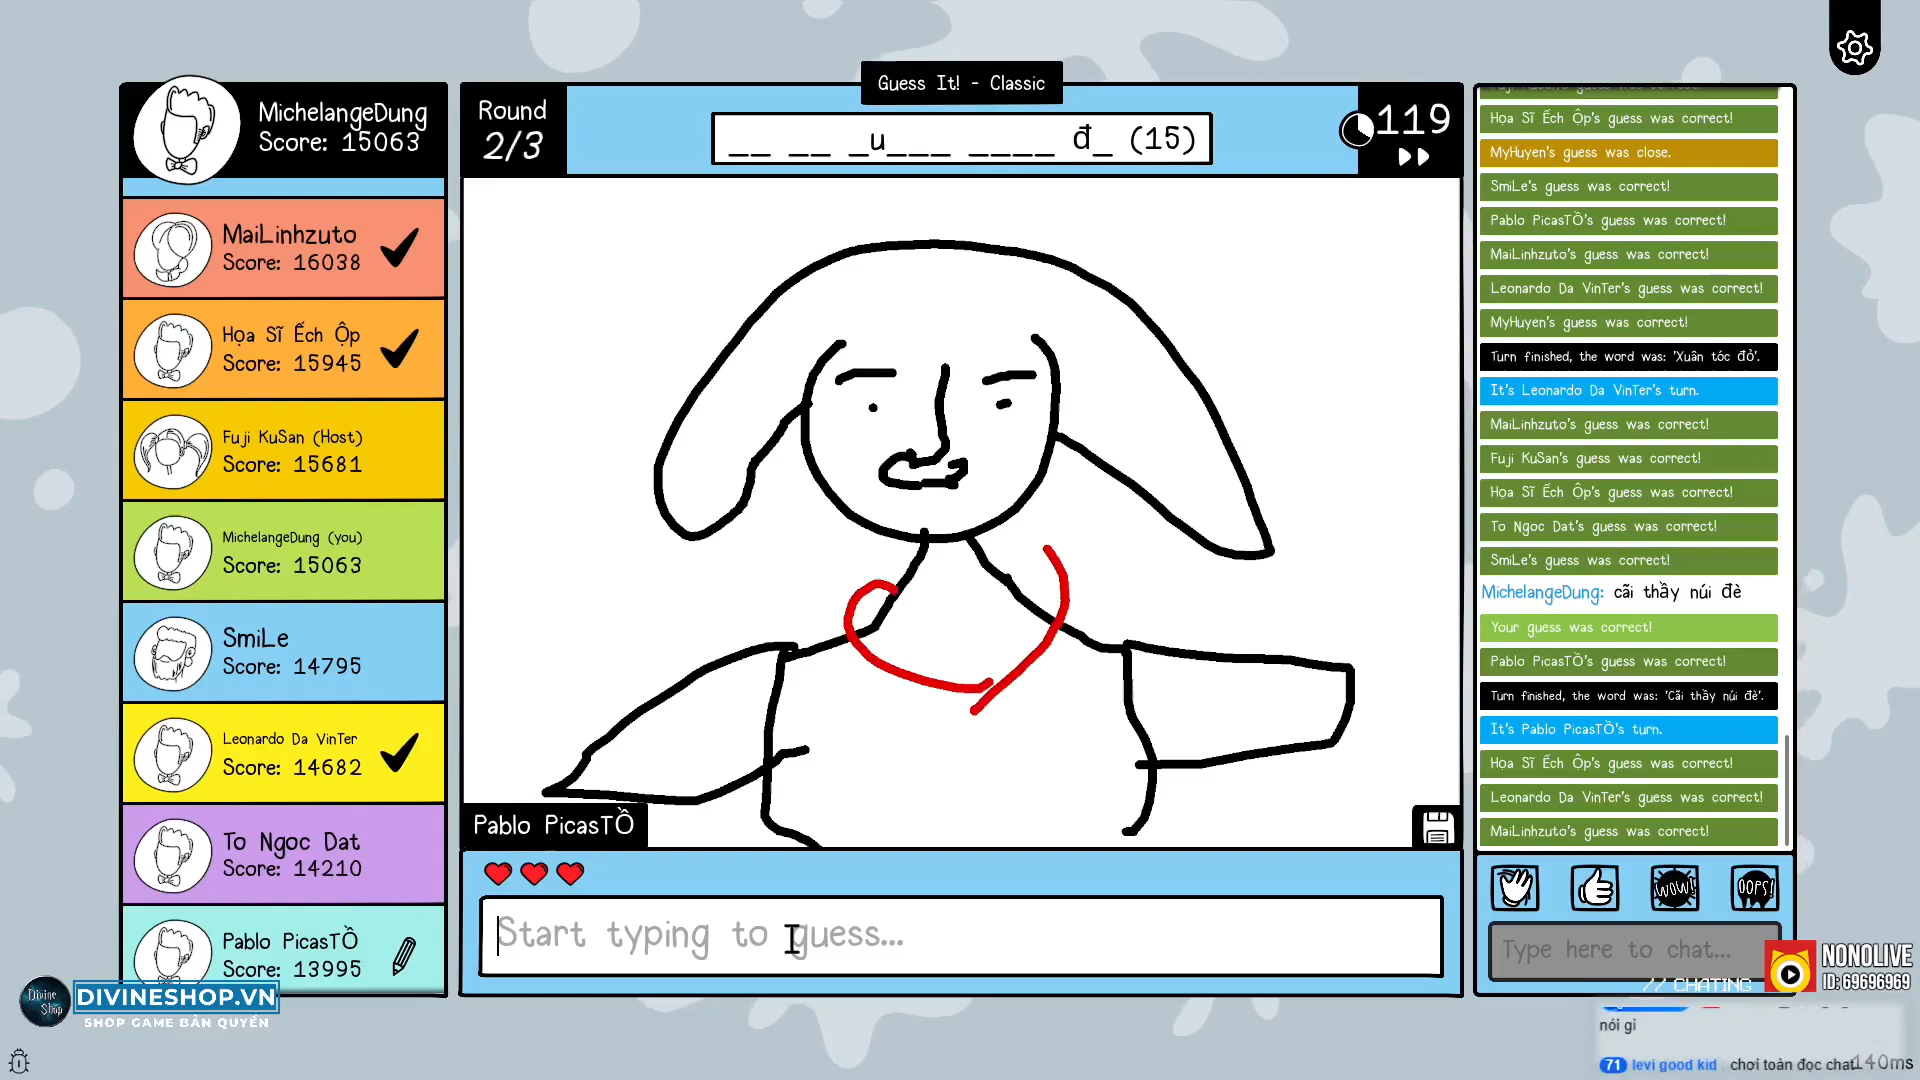 Guess It! - Classic
MichelangeDung
Score: 15063
Round
2/3
__ __ _u___ ____ đ_ (15)
119
MaiLinhzuto
Score: 16038
Họa Sĩ Ếch Ộp
Score: 15945
Fuji KuSan (Host)
Score: 15681
MichelangeDung (you)
Score: 15063
SmiLe
Score: 14795
Leonardo Da VinTer
Score: 14682
To Ngoc Dat
Score: 14210
Pablo PicasTỒ
Score: 13995
Pablo PicasTỒ
Start typing to guess...
Họa Sĩ Ếch Ộp's guess was correct!
MyHuyen's guess was close.
SmiLe's guess was correct!
Pablo PicasTỒ's guess was correct!
MaiLinhzuto's guess was correct!
Leonardo Da VinTer's guess was correct!
MyHuyen's guess was correct!
Turn finished, the word was: 'Xuân tóc đỏ'.
It's Leonardo Da VinTer's turn.
MaiLinhzuto's guess was correct!
Fuji KuSan's guess was correct!
Họa Sĩ Ếch Ộp's guess was correct!
To Ngoc Dat's guess was correct!
SmiLe's guess was correct!
MichelangeDung: cãi thầy núi đè
Your guess was correct!
Pablo PicasTỒ's guess was correct!
Turn finished, the word was: 'Cãi thầy núi đè'.
It's Pablo PicasTỒ's turn.
Họa Sĩ Ếch Ộp's guess was correct!
Leonardo Da VinTer's guess was correct!
MaiLinhzuto's guess was correct!
WOW!
OOPS!
Type here to chat...
NONOLIVE
ID: 69696969
// CHATING
Divine Shop
DIVINESHOP.VN
SHOP GAME BẢN QUYỀN
nói gì
71 levi good kid : chơi toàn đọc chat
140ms